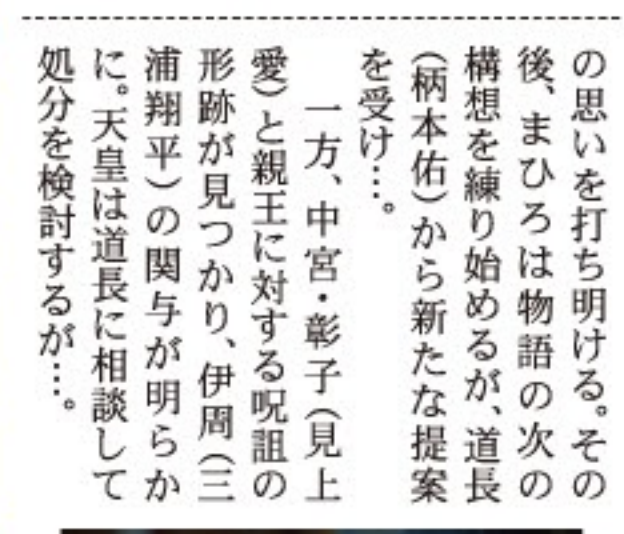 の思いを打ち明ける。その
後、まひろは物語の次の
構想を練り始めるが、道長
（柄本佑）から新たな提案
を受け…。
一方、中宮・彰子（見上
愛）と親王に対する呪詛の
形跡が見つかり、伊周（三
浦翔平）の関与が明らか
に。天皇は道長に相談して
処分を検討するが…。